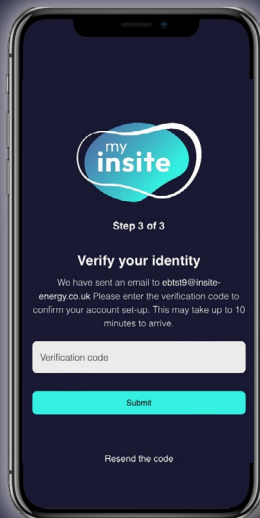 my
insite
Step 3 of 3
Verify your identity
We have sent an email to ebtst9@insite-
energy.co.uk Please enter the verification code to
confirm your account set-up. This may take up to 10
minutes to arrive.
Verification code
Submit
Resend the code